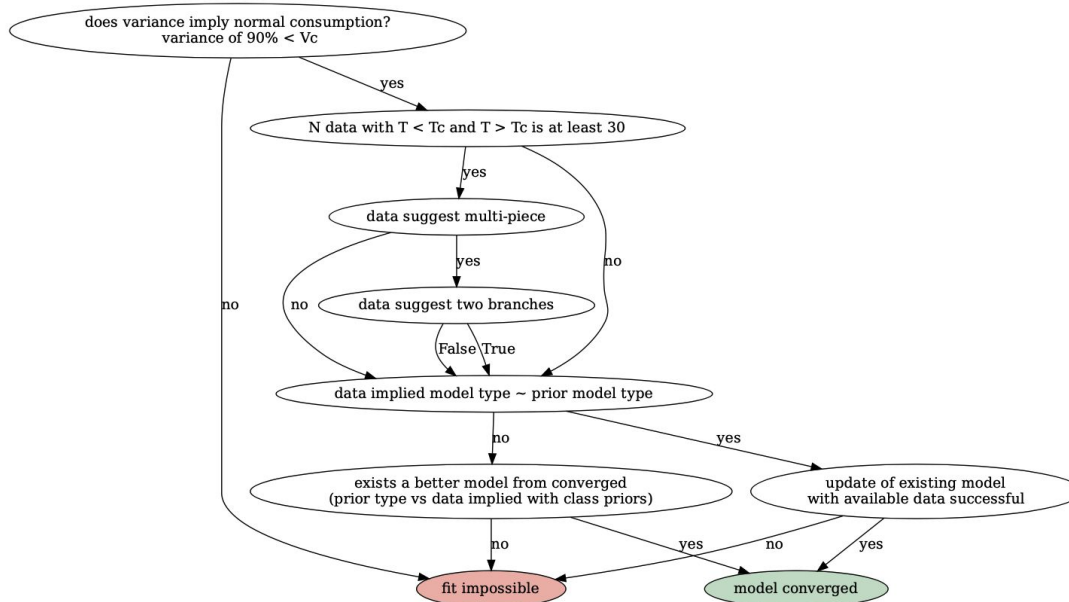 does variance imply normal consumption?
variance of 90% < Vc
yes
N data with T < Tc and T > Tc is at least 30
yes
data suggest multi-piece
yes
no
no
no
data suggest two branches
False
True
data implied model type ~ prior model type
no
yes
exists a better model from converged
(prior type vs data implied with class priors)
update of existing model
with available data successful
no
yes
no
yes
fit impossible
model converged